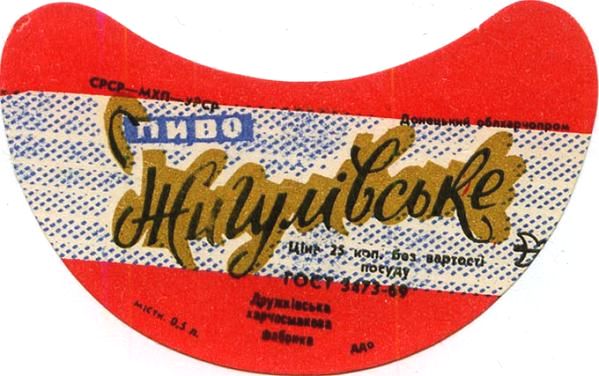 СРСР—МХП—УРСР
Донецький облхарчопром
ПИВО
Жигулівське
Ціна 25 коп. без вартості
посуду
ГОСТ 3473-69
Дружківська
харчосмакова
фабрика
містк. 0,5 л.